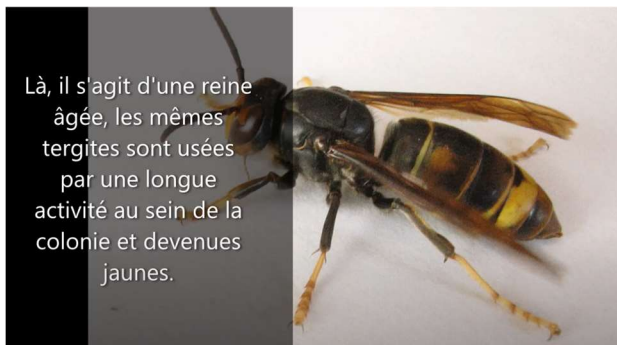 Là, il s'agit d'une reine
âgée, les mêmes
tergites sont usées
par une longue
activité au sein de la
colonie et devenues
jaunes.